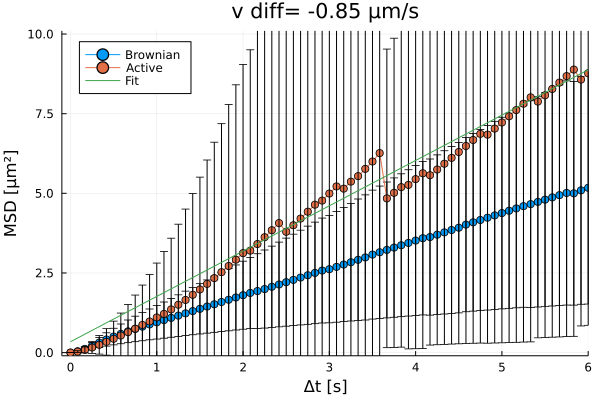 v diff= -0.85 µm/s
10.0
Brownian
Active
Fit
7.5
MSD [µm²]
5.0
2.5
0.0
0 1 2 3 4 5 6
Δt [s]